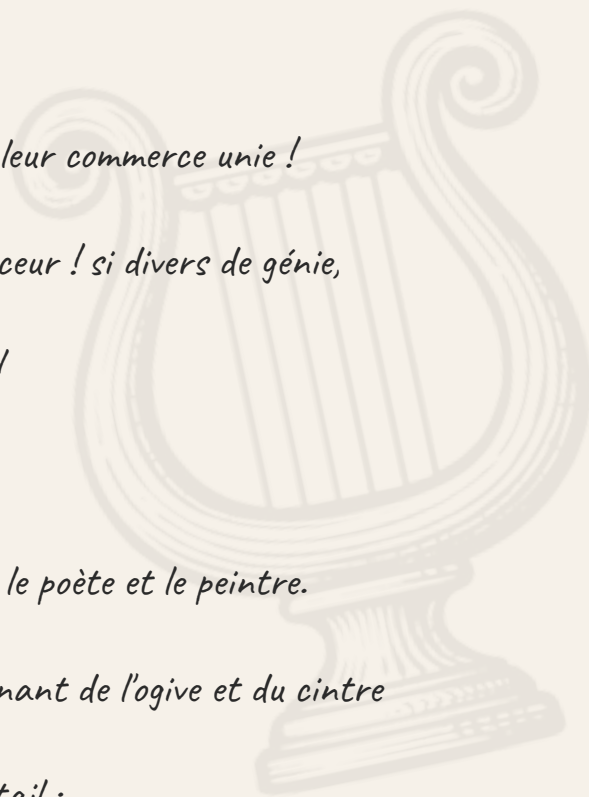 leur commerce unie !
ceur ! si divers de génie,
!
le poète et le peintre.
nant de l'ogive et du cintre
tail ;